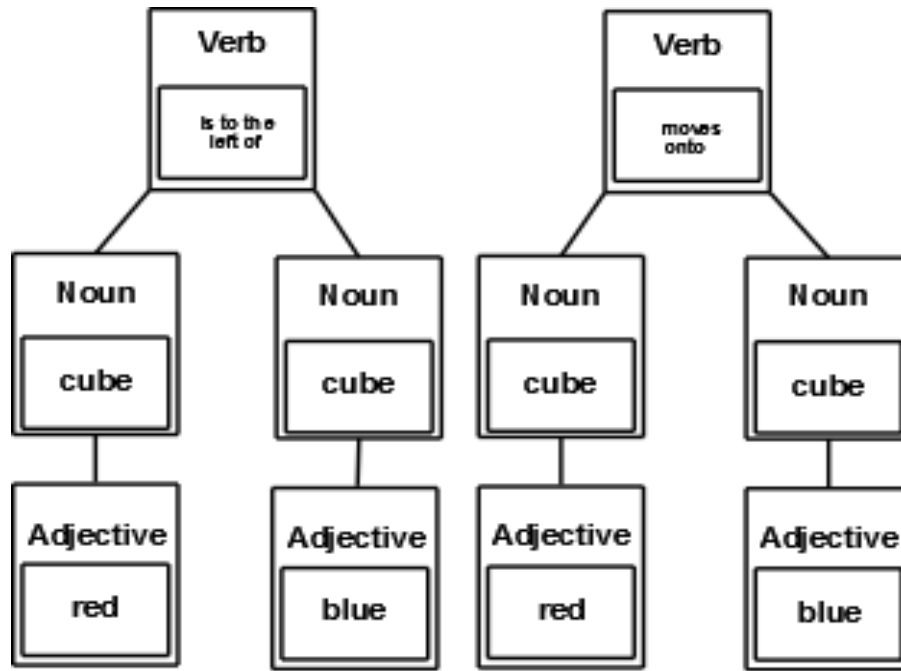 Verb
is to the
left of
Noun
cube
Adjective
red
Noun
cube
Adjective
blue
Verb
moves
onto
Noun
cube
Adjective
red
Noun
cube
Adjective
blue